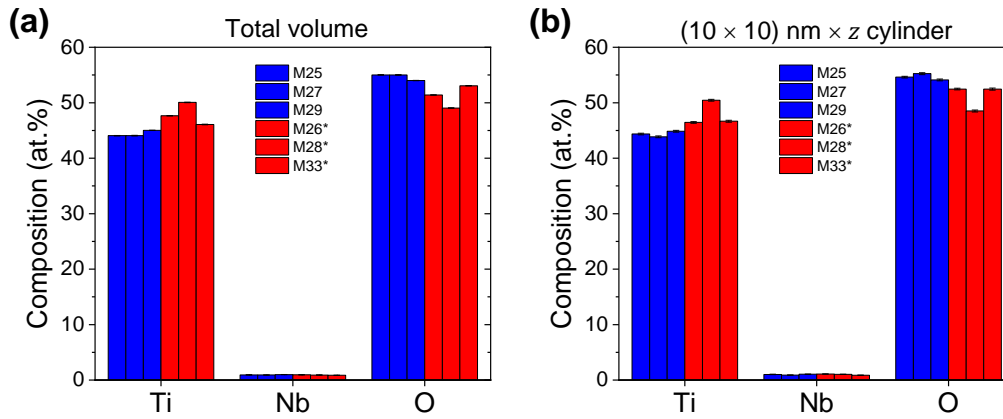 (a)
Total volume
Composition (at.%)
60
50
40
30
20
10
0
M25
M27
M29
M26*
M28*
M33*
Ti
Nb
O
(b)
(10 × 10) nm × z cylinder
Composition (at.%)
60
50
40
30
20
10
0
M25
M27
M29
M26*
M28*
M33*
Ti
Nb
O